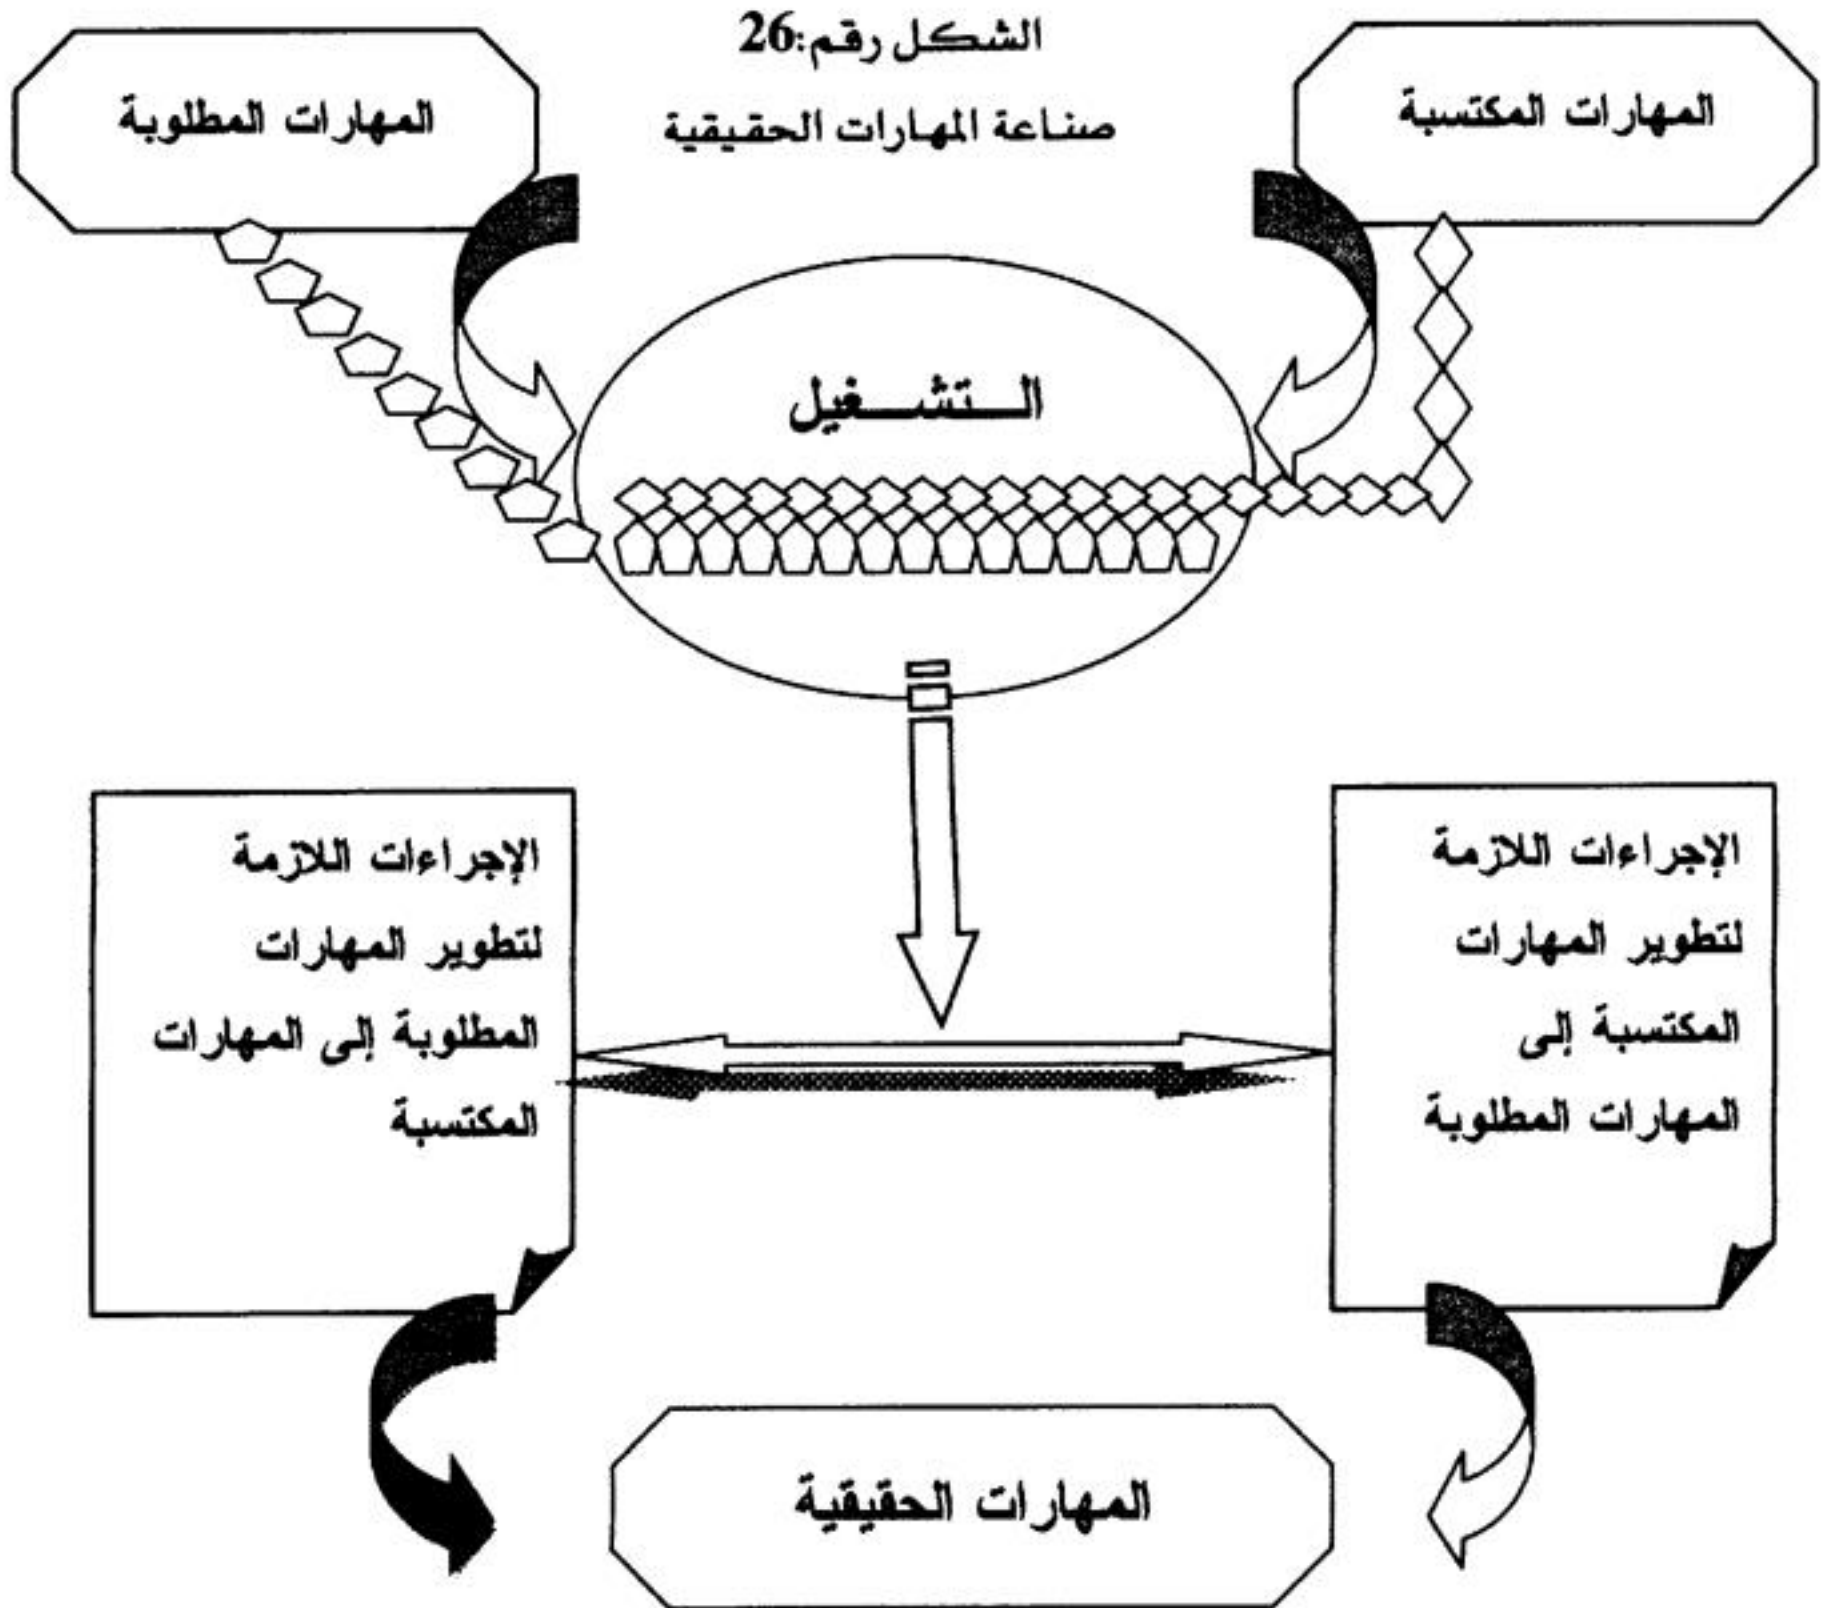 الشكل رقم:26
صناعة المهارات الحقيقية
المهارات المكتسبة
المهارات المطلوبة
الــتشــغيل
الإجراءات اللازمة
لتطوير المهارات
المكتسبة إلى
المهارات المطلوبة
الإجراءات اللازمة
لتطوير المهارات
المطلوبة إلى المهارات
المكتسبة
المهارات الحقيقية